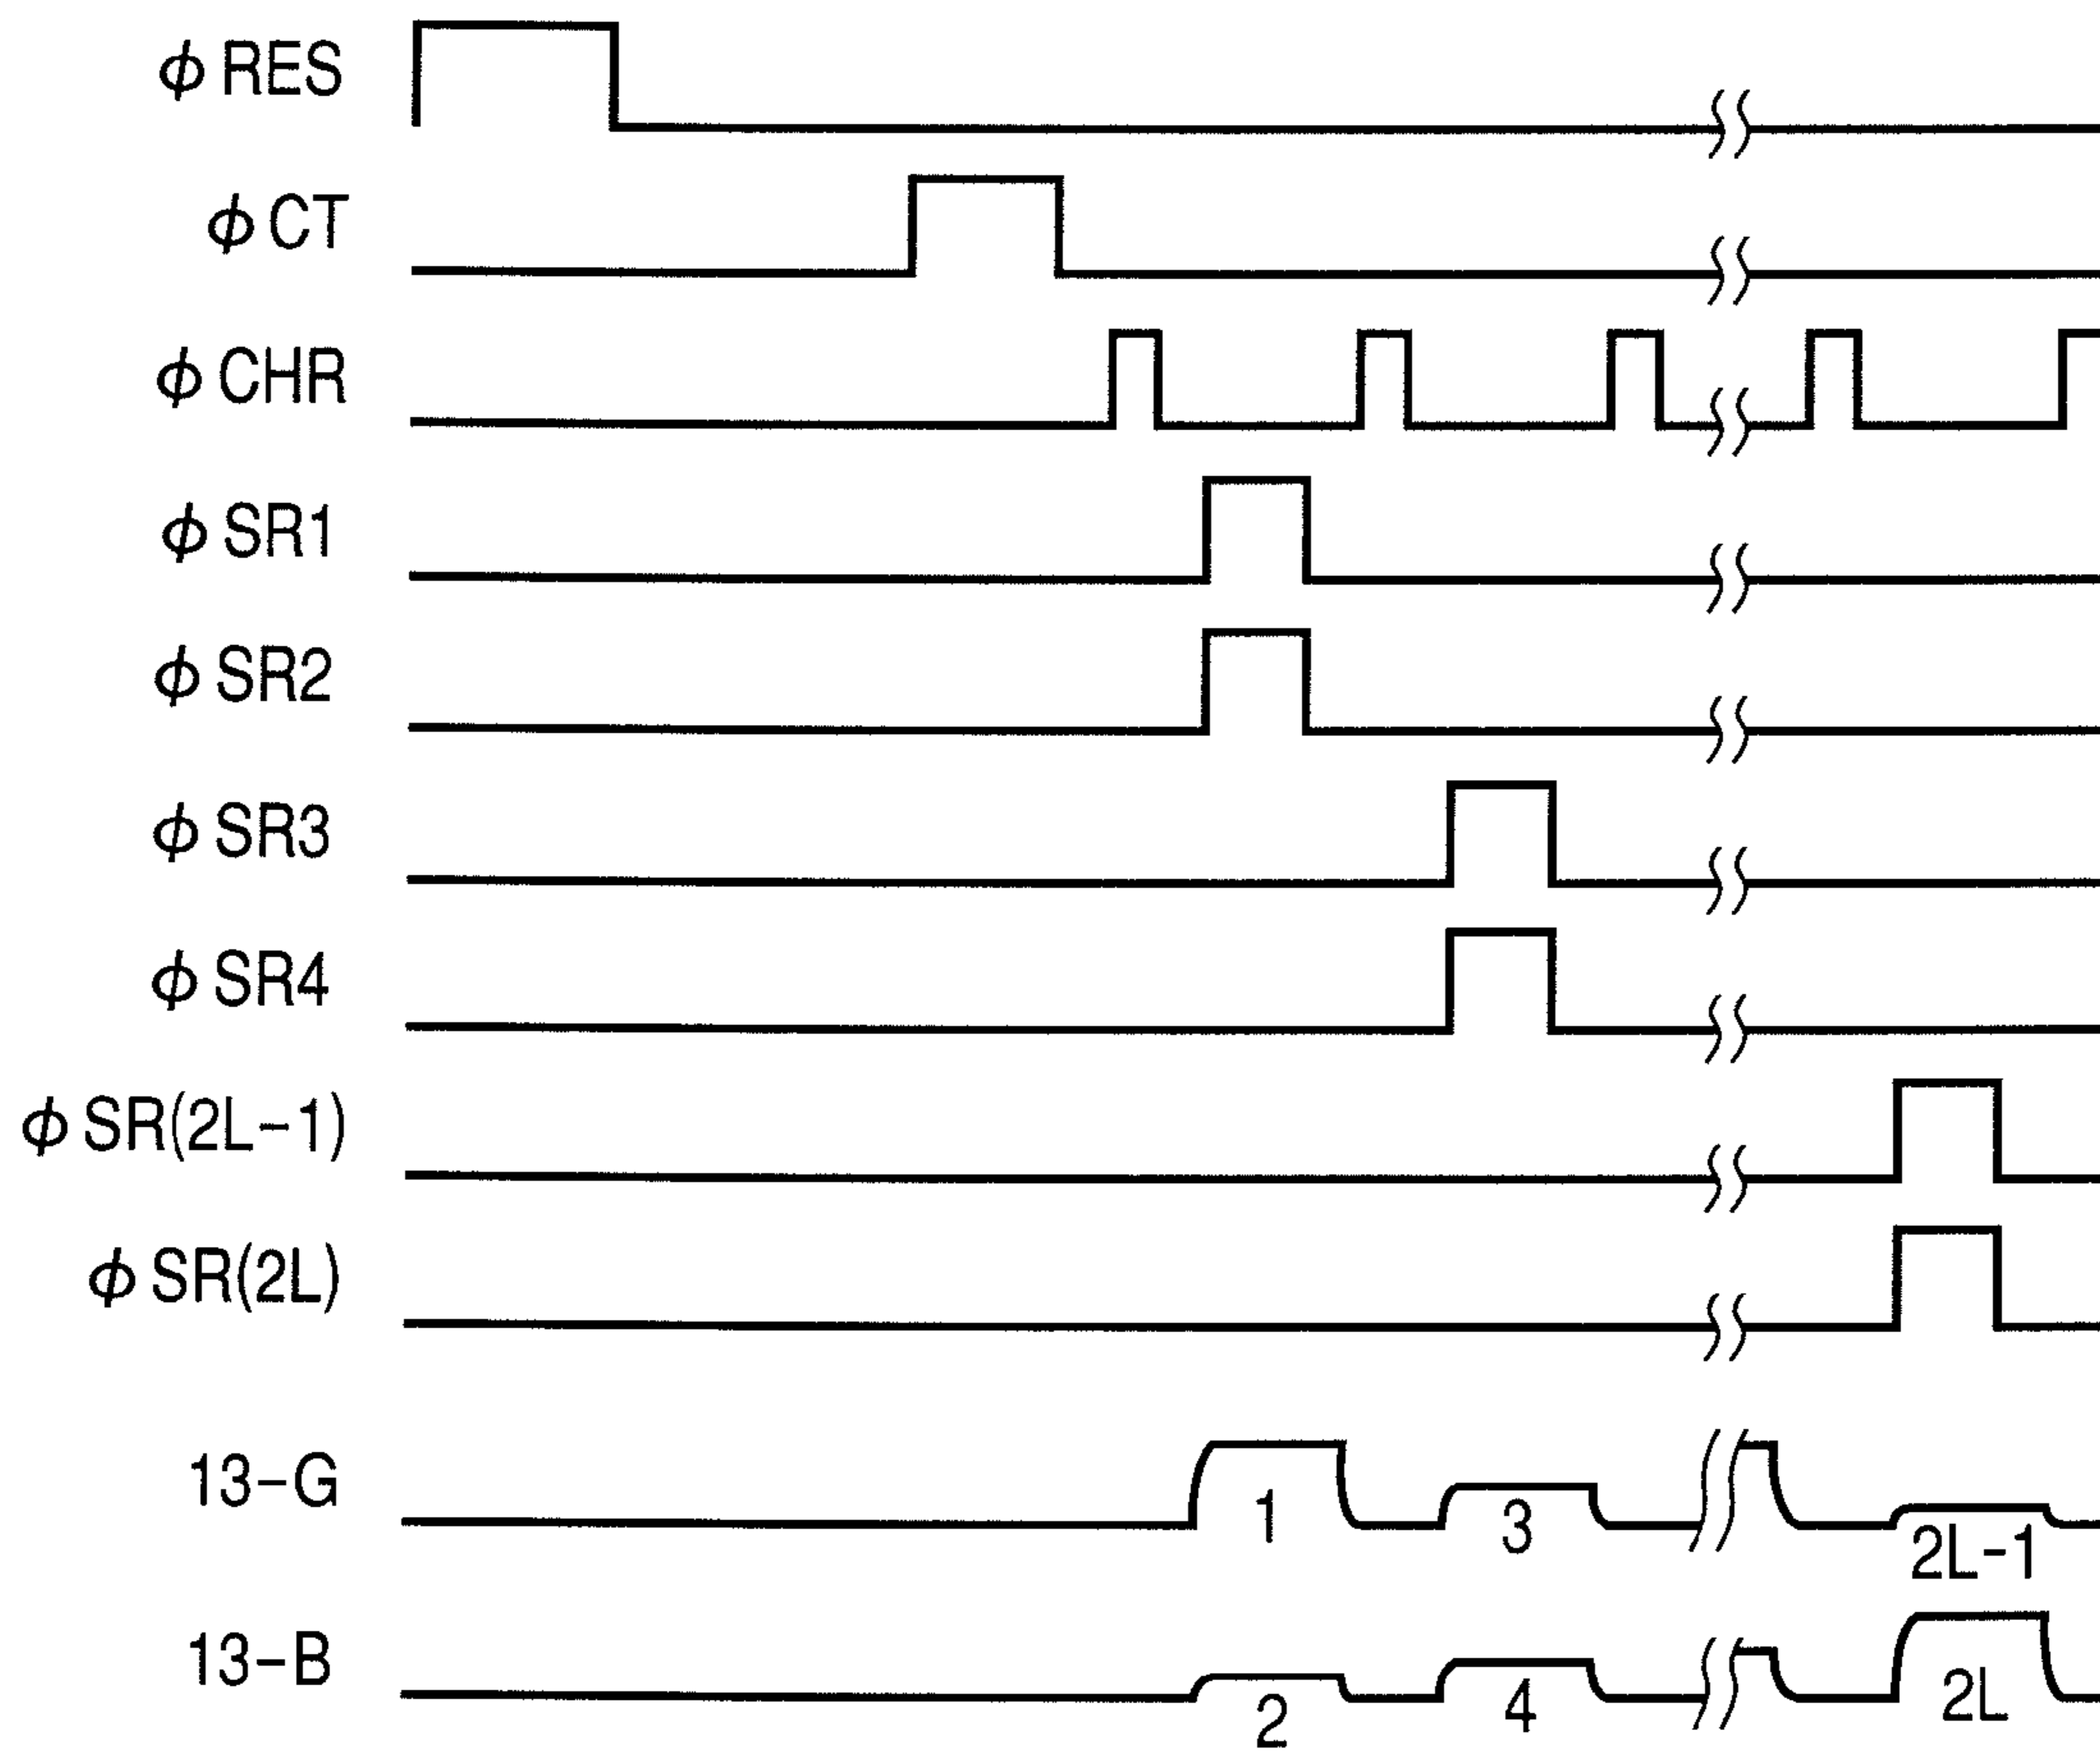 ϕ RES
ϕ CT
ϕ CHR
ϕ SR1
ϕ SR2
ϕ SR3
ϕ SR4
ϕ SR(2L-1)
ϕ SR(2L)
13-G
1
3
2L-1
13-B
2
4
2L